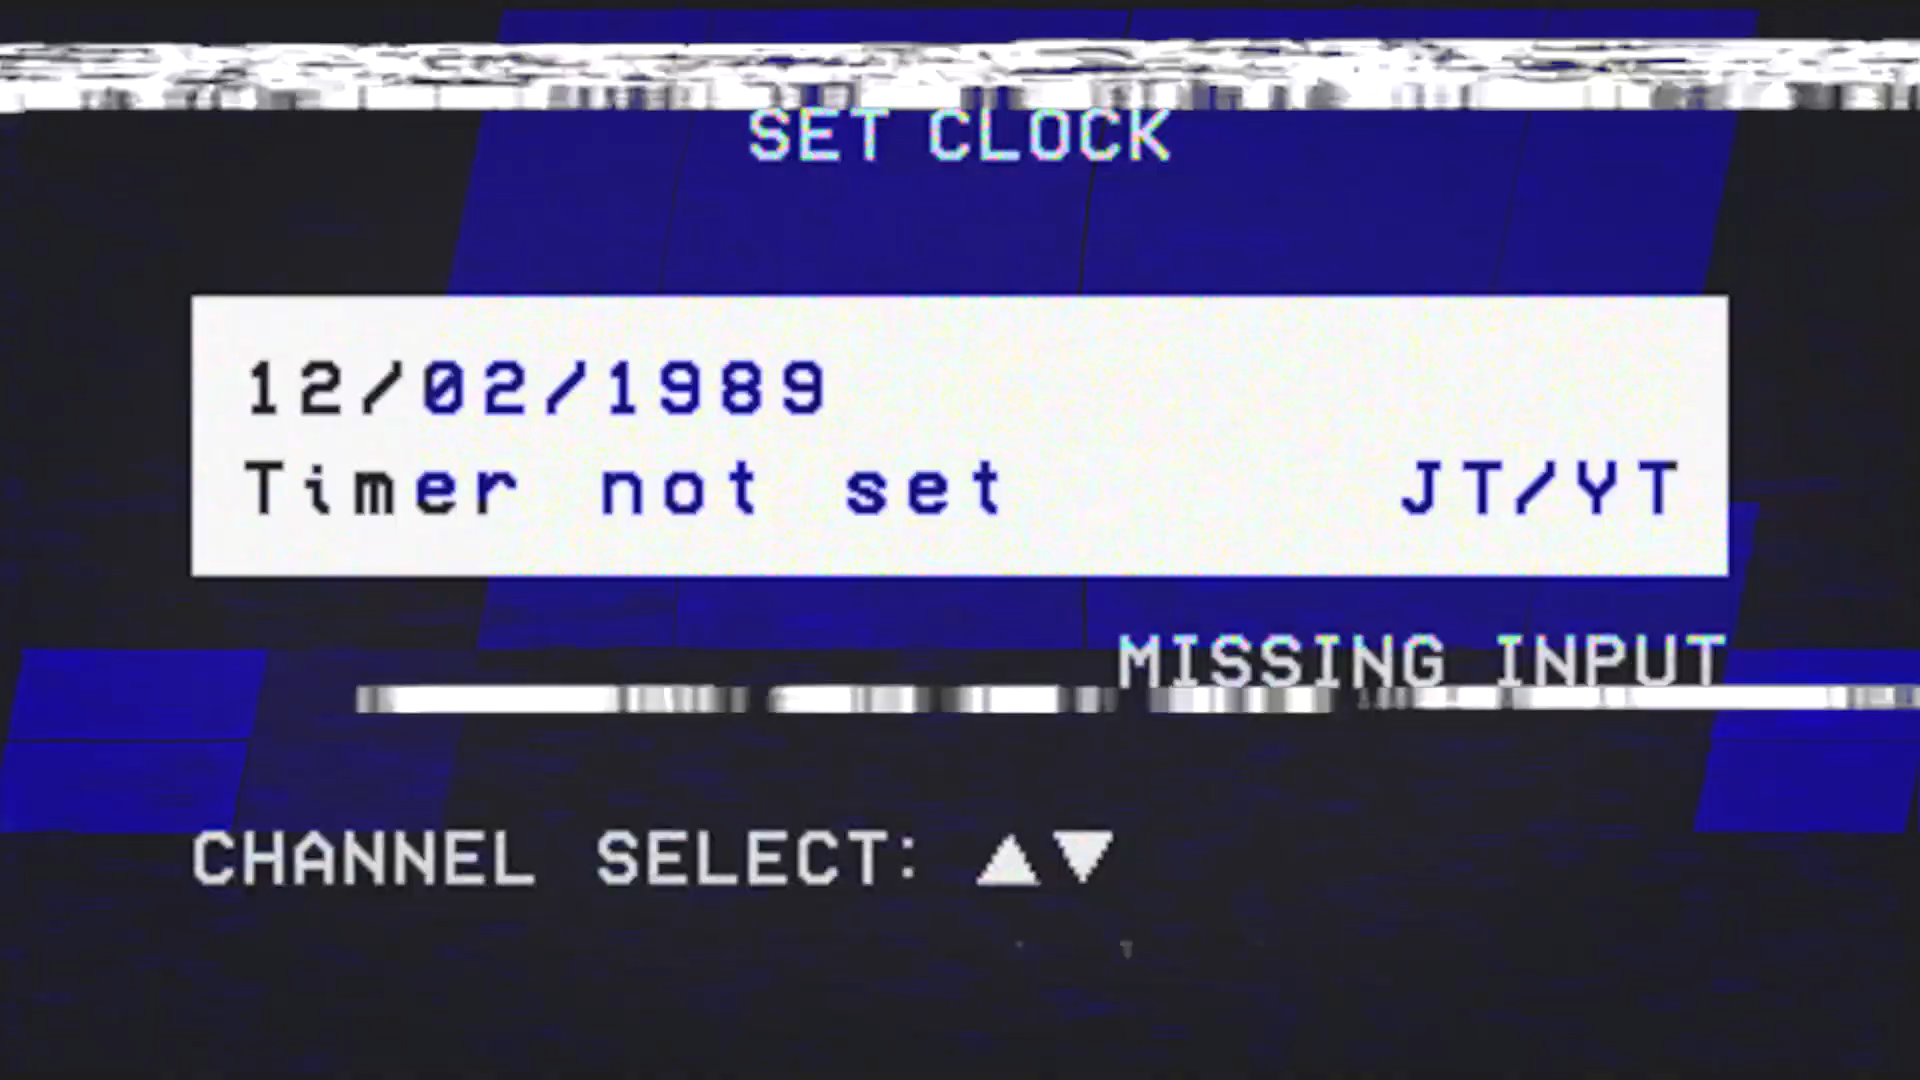 SET CLOCK
12/02/1989
Timer not set JT/YT
MISSING INPUT
CHANNEL SELECT: ▲▼